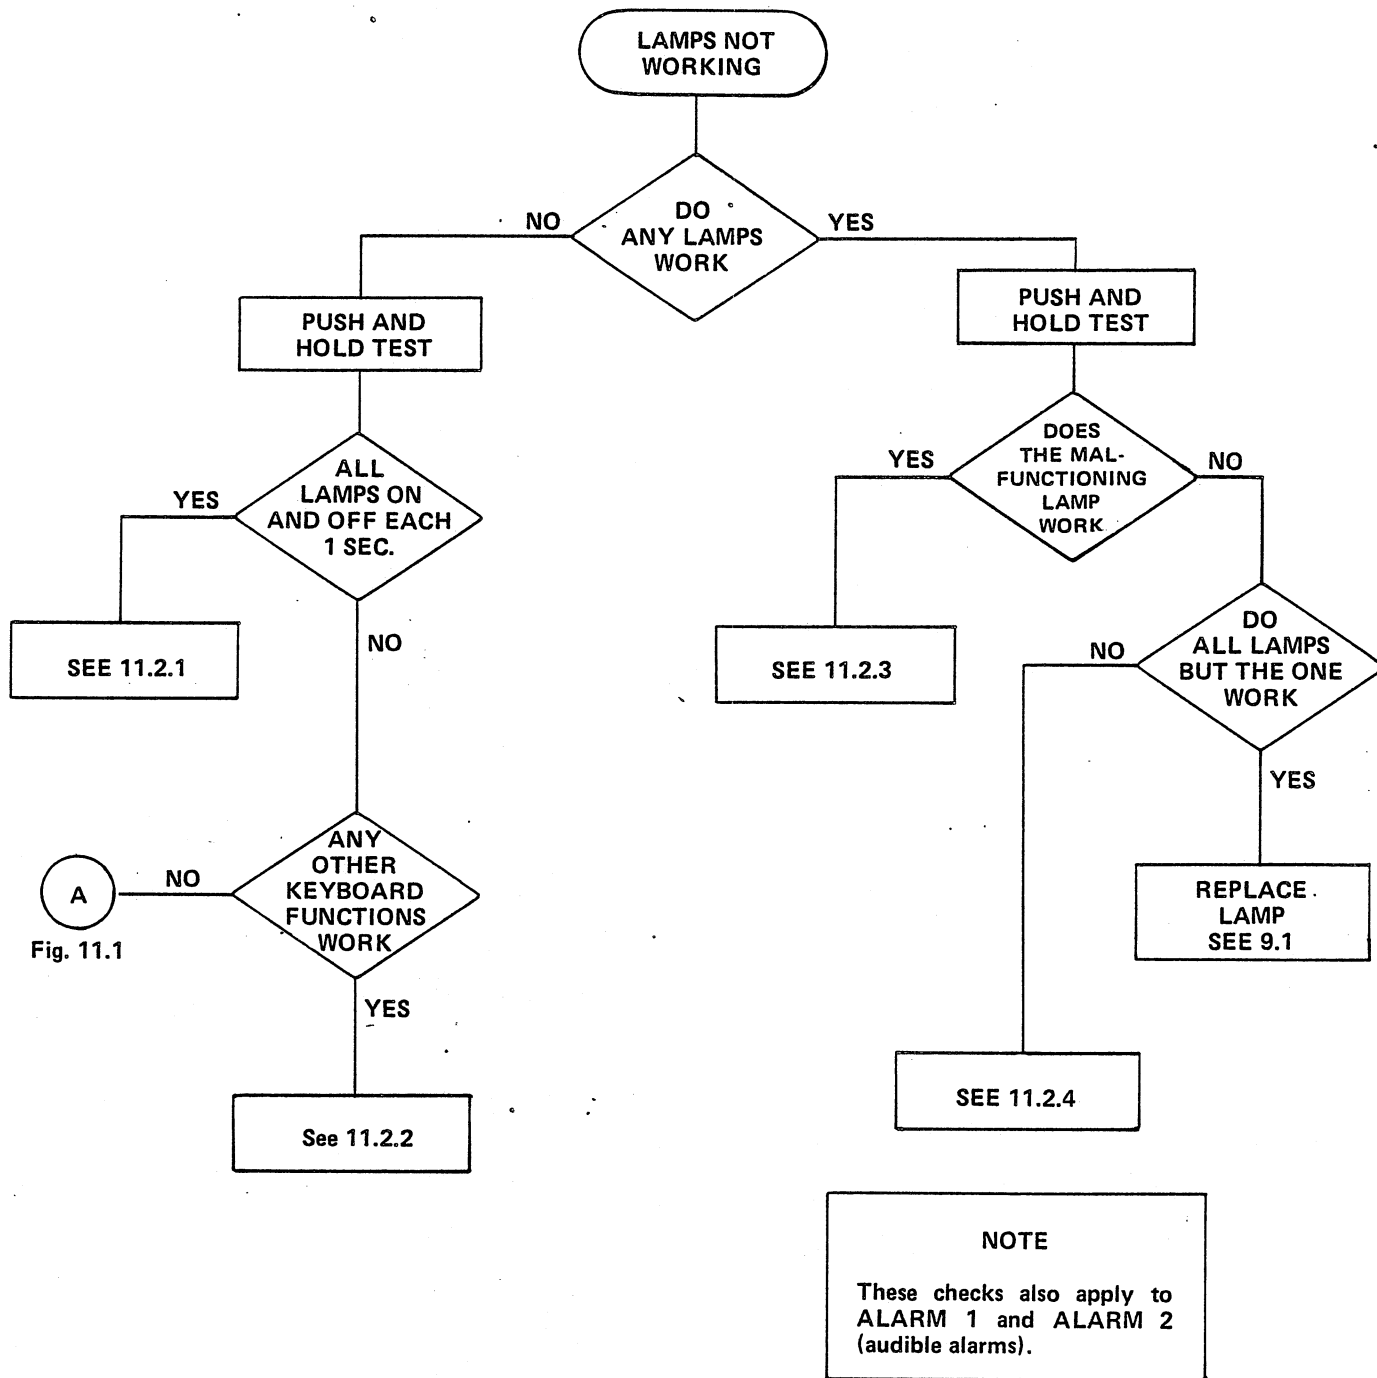 LAMPS NOT
WORKING
DO
ANY LAMPS
WORK
NO
YES
PUSH AND
HOLD TEST
PUSH AND
HOLD TEST
ALL
LAMPS ON
AND OFF EACH
1 SEC.
YES
NO
SEE 11.2.1
DOES
THE MAL-
FUNCTIONING
LAMP
WORK
YES
NO
SEE 11.2.3
DO
ALL LAMPS
BUT THE ONE
WORK
NO
YES
ANY
OTHER
KEYBOARD
FUNCTIONS
WORK
NO
A
Fig. 11.1
YES
See 11.2.2
REPLACE
LAMP
SEE 9.1
SEE 11.2.4
NOTE
These checks also apply to
ALARM 1 and ALARM 2
(audible alarms).